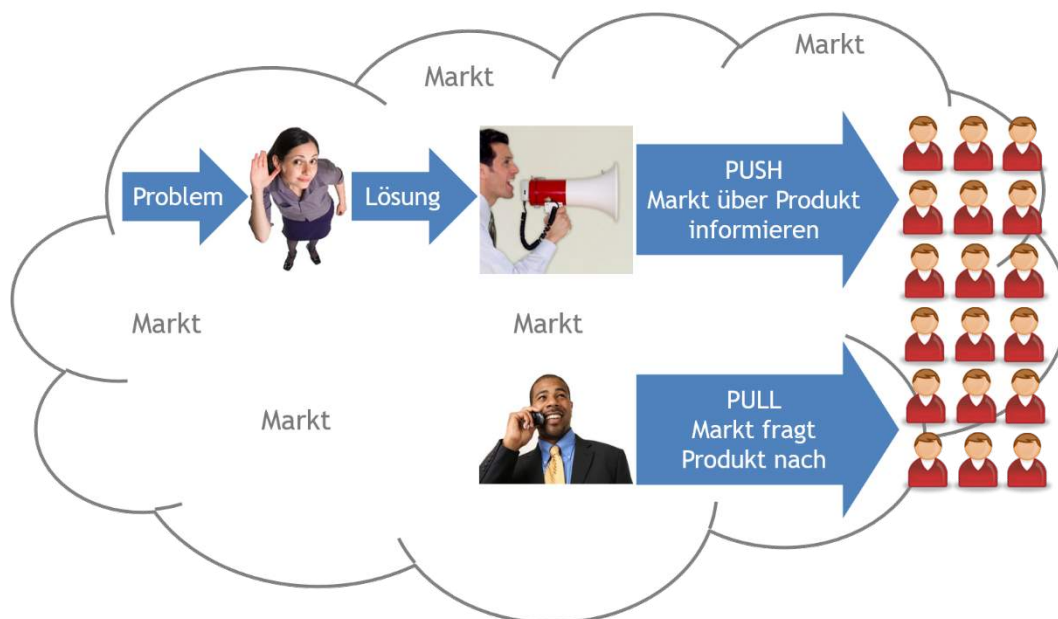 Markt
Markt
Problem
Lösung
PUSH
Markt über Produkt
informieren
Markt
Markt
Markt
PULL
Markt fragt
Produkt nach